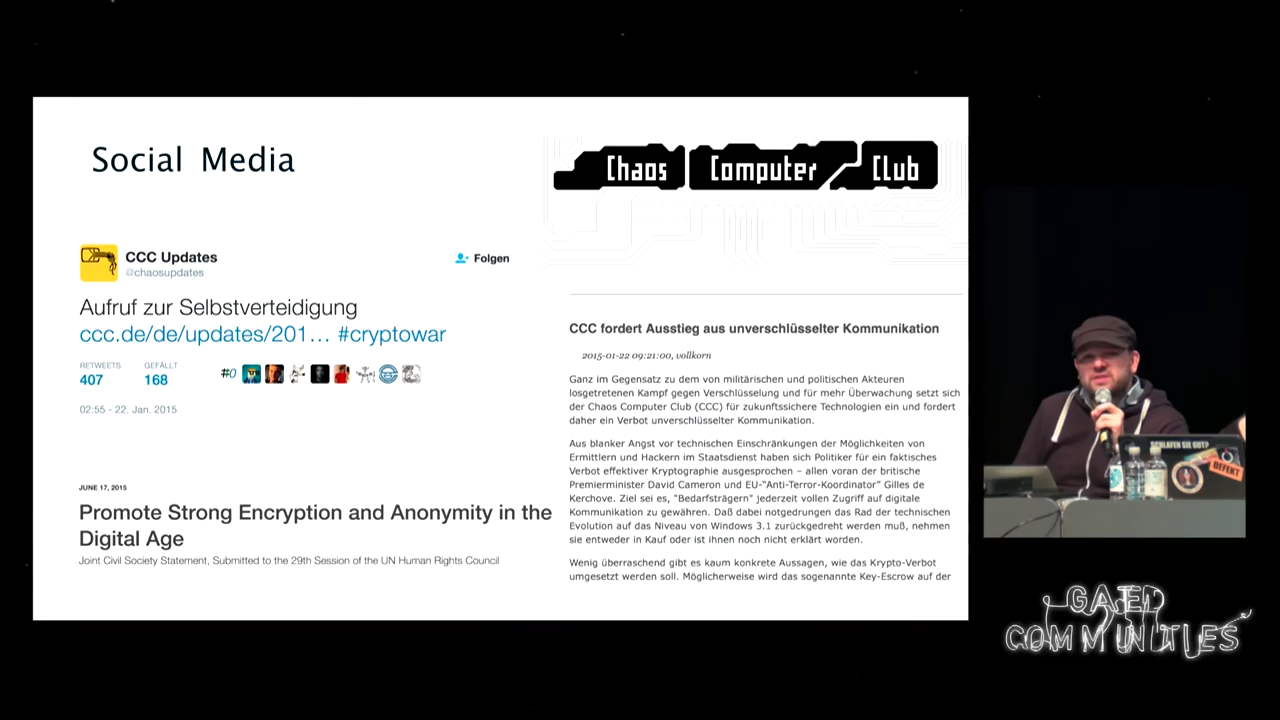 Social Media
Chaos Computer Club
CCC Updates
@chaosupdates
Folgen
Aufruf zur Selbstverteidigung
ccc.de/de/updates/201… #cryptowar
RETWEETS GEFÄLLT
407 168
#0
02:55 - 22. Jan. 2015
JUNE 17, 2015
Promote Strong Encryption and Anonymity in the
Digital Age
Joint Civil Society Statement, Submitted to the 29th Session of the UN Human Rights Council
CCC fordert Ausstieg aus unverschlüsselter Kommunikation
2015-01-22 09:21:00, vollkorn
Ganz im Gegensatz zu dem von militärischen und politischen Akteuren
losgetretenen Kampf gegen Verschlüsselung und für mehr Überwachung setzt sich
der Chaos Computer Club (CCC) für zukunftssichere Technologien ein und fordert
daher ein Verbot unverschlüsselter Kommunikation.
Aus blanker Angst vor technischen Einschränkungen der Möglichkeiten von
Ermittlern und Hackern im Staatsdienst haben sich Politiker für ein faktisches
Verbot effektiver Kryptographie ausgesprochen – allen voran der britische
Premierminister David Cameron und EU-"Anti-Terror-Koordinator" Gilles de
Kerchove. Ziel sei es, "Bedarfsträgern" jederzeit vollen Zugriff auf digitale
Kommunikation zu gewähren. Daß dabei notgedrungen das Rad der technischen
Evolution auf das Niveau von Windows 3.1 zurückgedreht werden muß, nehmen
sie entweder in Kauf oder ist ihnen noch nicht erklärt worden.
Wenig überraschend gibt es kaum konkrete Aussagen, wie das Krypto-Verbot
umgesetzt werden soll. Möglicherweise wird das sogenannte Key-Escrow auf der
SCHLAFEN SIE GUT?
DEFEKT
GATED
COMMUNITIES